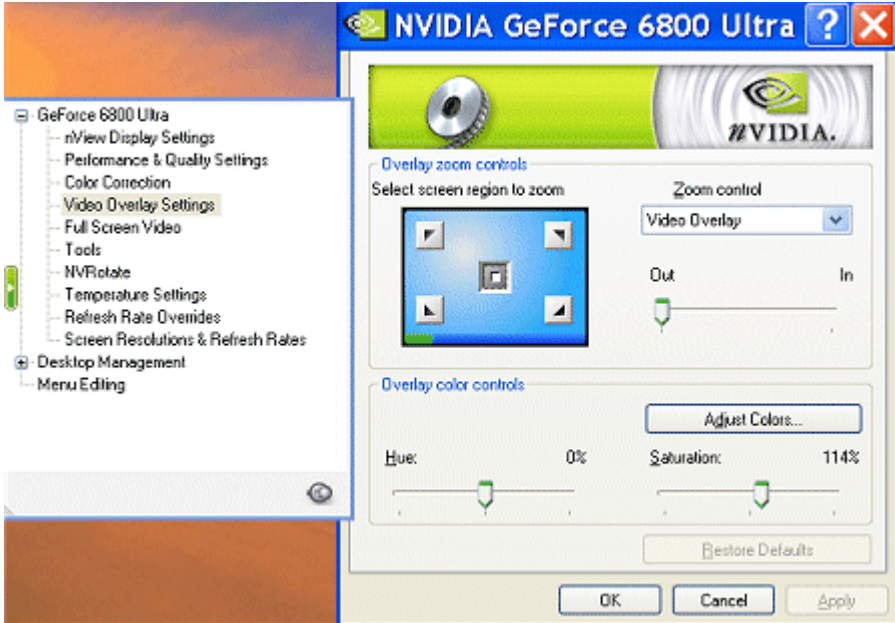 NVIDIA GeForce 6800 Ultra
GeForce 6800 Ultra
nView Display Settings
Performance & Quality Settings
Color Correction
Video Overlay Settings
Full Screen Video
Tools
NVRotate
Temperature Settings
Refresh Rate Overrides
Screen Resolutions & Refresh Rates
Desktop Management
Menu Editing
nVIDIA.
Overlay zoom controls
Select screen region to zoom
Zoom control
Video Overlay
Out In
Overlay color controls
Adjust Colors...
Hue: 0% Saturation: 114%
Restore Defaults
OK Cancel Apply